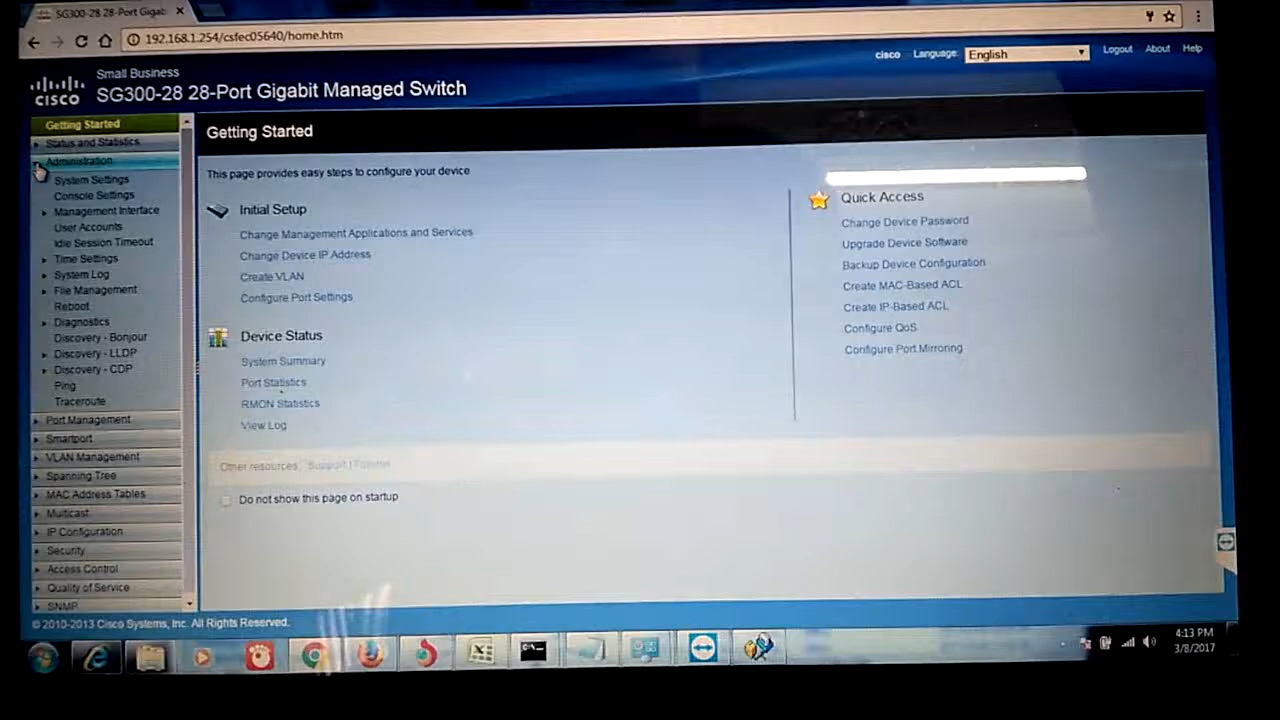 SG300-28 28-Port Gigab
192.168.1.254/csfec05640/home.htm
cisco Language: English Logout About Help
Small Business
CISCO SG300-28 28-Port Gigabit Managed Switch
Getting Started
Status and Statistics
Administration
System Settings
Console Settings
Management Interface
User Accounts
Idle Session Timeout
Time Settings
System Log
File Management
Reboot
Diagnostics
Discovery - Bonjour
Discovery - LLDP
Discovery - CDP
Ping
Traceroute
Port Management
Smartport
VLAN Management
Spanning Tree
MAC Address Tables
Multicast
IP Configuration
Security
Access Control
Quality of Service
SNMP
Getting Started
This page provides easy steps to configure your device
Initial Setup
Change Management Applications and Services
Change Device IP Address
Create VLAN
Configure Port Settings
Device Status
System Summary
Port Statistics
RMON Statistics
View Log
Quick Access
Change Device Password
Upgrade Device Software
Backup Device Configuration
Create MAC-Based ACL
Create IP-Based ACL
Configure QoS
Configure Port Mirroring
Other resources: Support | Forums
Do not show this page on startup
© 2010-2013 Cisco Systems, Inc. All Rights Reserved.
4:13 PM
3/8/2017